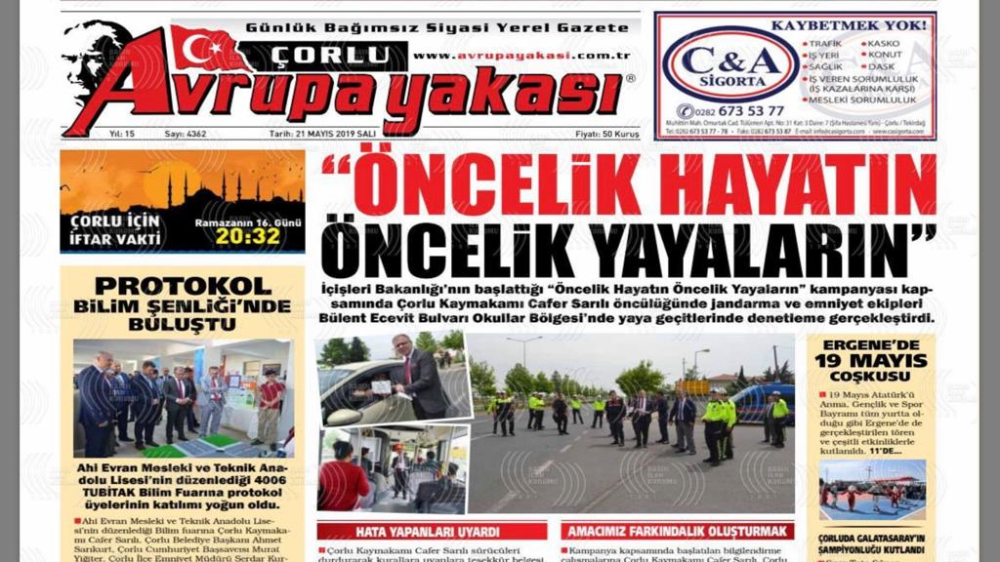 Günlük Bağımsız Siyasi Yerel Gazete
ÇORLU
www.avrupayakasi.com.tr
Avrupa yakası®
Yıl: 15 Sayı: 4362 Tarih: 21 MAYIS 2019 SALI Fiyatı: 50 Kuruş
KAYBETMEK YOK!
C&A
SİGORTA
• TRAFİK • KASKO
• İŞ YERİ • KONUT
• SAĞLIK • DASK
• İŞ VEREN SORUMLULUK
(İŞ KAZALARINA KARŞI)
• MESLEKİ SORUMLULUK
0282 673 53 77
Muhittin Mah. Omurtak Cad. Tülümen Apt. No: 31 Kat: 3 Daire: 7 (Şifa Hastanesi Yanı) - Çorlu / Tekirdağ
Tel: 0282 673 53 77 - 78 • Faks: 0282 673 53 87 E-mail: info@casigorta.com - www.casigorta.com
ÇORLU İÇİN
İFTAR VAKTİ
Ramazanın 16. Günü
20:32
“ÖNCELİK HAYATIN
ÖNCELİK YAYALARIN”
İçişleri Bakanlığı’nın başlattığı “Öncelik Hayatın Öncelik Yayaların” kampanyası kap-
samında Çorlu Kaymakamı Cafer Sarılı öncülüğünde jandarma ve emniyet ekipleri
Bülent Ecevit Bulvarı Okullar Bölgesi’nde yaya geçitlerinde denetleme gerçekleştirdi.
PROTOKOL
BİLİM ŞENLİĞİ’NDE
BULUŞTU
Ahi Evran Mesleki ve Teknik Ana-
dolu Lisesi’nin düzenlediği 4006
TUBİTAK Bilim Fuarına protokol
üyelerinin katılımı yoğun oldu.
Ahi Evran Mesleki ve Teknik Anadolu Lise-
si’nin düzenlediği Bilim fuarına Çorlu Kaymaka-
mı Cafer Sarılı, Çorlu Belediye Başkanı Ahmet
Sarıkurt, Çorlu Cumhuriyet Başsavcısı Murat
Yiğiter, Çorlu İlçe Emniyet Müdürü Serdar Kur-
HATA YAPANLARI UYARDI
Çorlu Kaymakamı Cafer Sarılı sürücüleri
durdurarak kurallara uyanlara teşekkür belgesi
AMACIMIZ FARKINDALIK OLUŞTURMAK
Kampanya kapsamında başlatılan bilgilendirme
çalışmalarına Çorlu Kaymakamı Cafer Sarılı,
ERGENE’DE
19 MAYIS
COŞKUSU
19 Mayıs Atatürk’ü
Anma, Gençlik ve Spor
Bayramı tüm yurtta ol-
duğu gibi Ergene’de de
gerçekleştirilen tören
ve çeşitli etkinliklerle
kutlanıldı. 11’DE...
ÇORLUDA GALATASARAY’IN
ŞAMPİYONLUĞU KUTLANDI